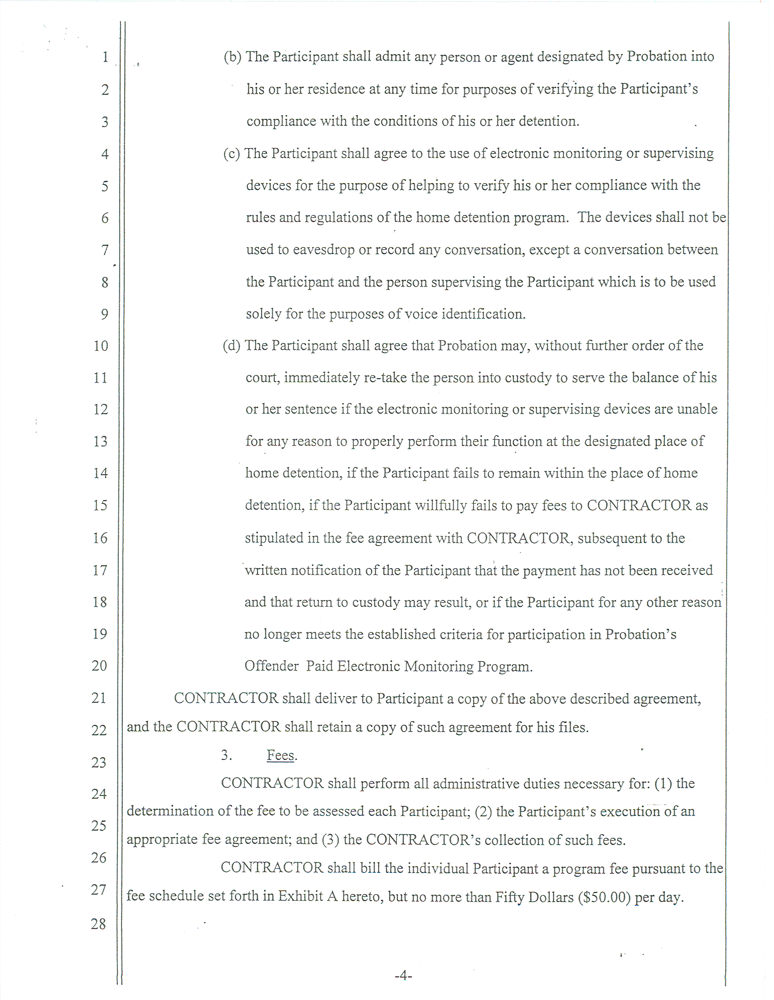 1 (b) The Participant shall admit any person or agent designated by Probation into
2 his or her residence at any time for purposes of verifying the Participant's
3 compliance with the conditions of his or her detention.
4 (c) The Participant shall agree to the use of electronic monitoring or supervising
5 devices for the purpose of helping to verify his or her compliance with the
6 rules and regulations of the home detention program.  The devices shall not be
7 used to eavesdrop or record any conversation, except a conversation between
8 the Participant and the person supervising the Participant which is to be used
9 solely for the purposes of voice identification.
10 (d) The Participant shall agree that Probation may, without further order of the
11 court, immediately re-take the person into custody to serve the balance of his
12 or her sentence if the electronic monitoring or supervising devices are unable
13 for any reason to properly perform their function at the designated place of
14 home detention, if the Participant fails to remain within the place of home
15 detention, if the Participant willfully fails to pay fees to CONTRACTOR as
16 stipulated in the fee agreement with CONTRACTOR, subsequent to the
17 written notification of the Participant that the payment has not been received
18 and that return to custody may result, or if the Participant for any other reason
19 no longer meets the established criteria for participation in Probation's
20 Offender  Paid Electronic Monitoring Program.
21 CONTRACTOR shall deliver to Participant a copy of the above described agreement,
22 and the CONTRACTOR shall retain a copy of such agreement for his files.
23 3. Fees.
24 CONTRACTOR shall perform all administrative duties necessary for: (1) the
determination of the fee to be assessed each Participant; (2) the Participant's execution of an
25
appropriate fee agreement; and (3) the CONTRACTOR's collection of such fees.
26
CONTRACTOR shall bill the individual Participant a program fee pursuant to the
27 fee schedule set forth in Exhibit A hereto, but no more than Fifty Dollars ($50.00) per day.
28
-4-